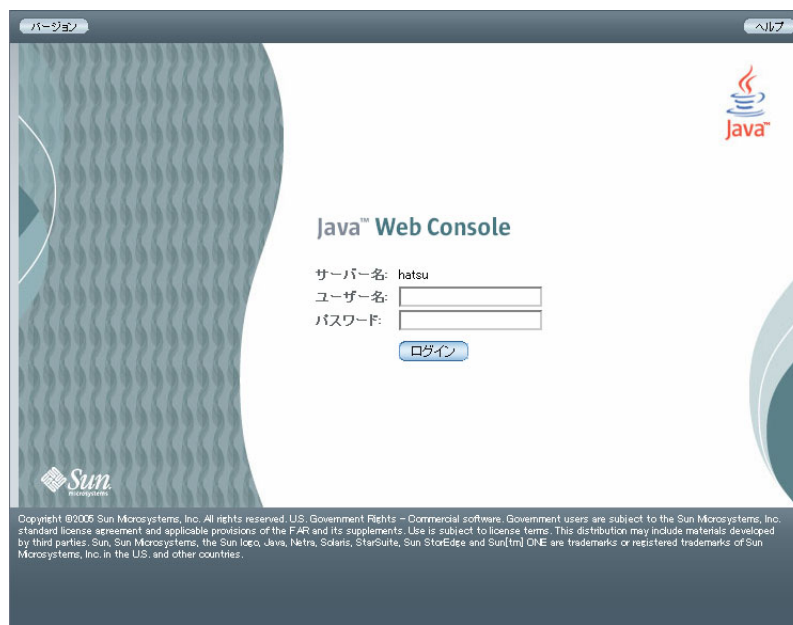 バージョン
ヘルプ
Java™
Java™ Web Console
サーバー名: hatsu
ユーザー名:
パスワード:
ログイン
Sun
microsystems
Copyright ©2005 Sun Microsystems, Inc. All rights reserved. U.S. Government Rights - Commercial software. Government users are subject to the Sun Microsystems, Inc.
standard license agreement and applicable provisions of the FAR and its supplements. Use is subject to license terms. This distribution may include materials developed
by third parties. Sun, Sun Microsystems, the Sun logo, Java, Netra, Solaris, StarSuite, Sun StorEdge and Sun[tm] ONE are trademarks or registered trademarks of Sun
Microsystems, Inc. in the U.S. and other countries.